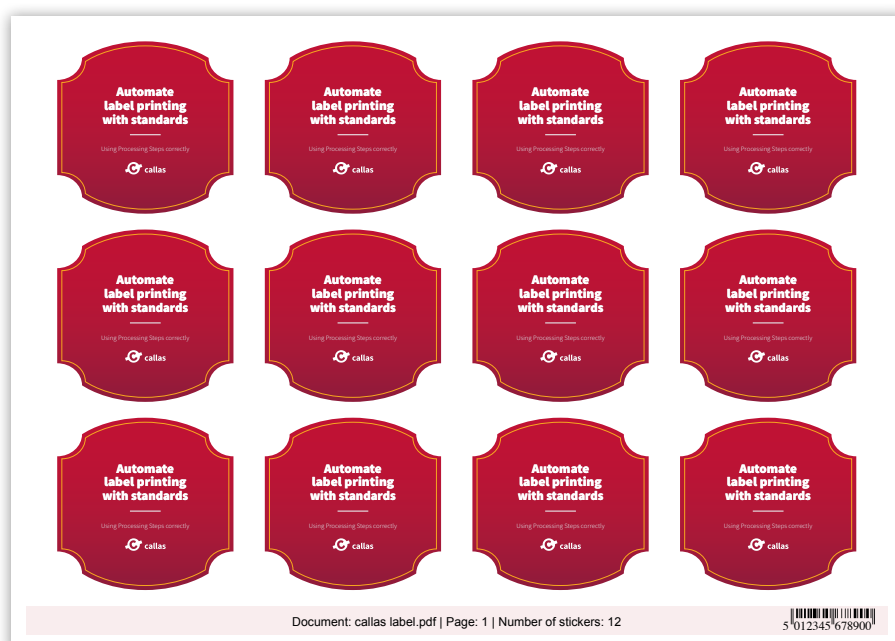 Automate
label printing
with standards
Using Processing Steps correctly
callas
Automate
label printing
with standards
Using Processing Steps correctly
callas
Automate
label printing
with standards
Using Processing Steps correctly
callas
Automate
label printing
with standards
Using Processing Steps correctly
callas
Automate
label printing
with standards
Using Processing Steps correctly
callas
Automate
label printing
with standards
Using Processing Steps correctly
callas
Automate
label printing
with standards
Using Processing Steps correctly
callas
Automate
label printing
with standards
Using Processing Steps correctly
callas
Automate
label printing
with standards
Using Processing Steps correctly
callas
Automate
label printing
with standards
Using Processing Steps correctly
callas
Automate
label printing
with standards
Using Processing Steps correctly
callas
Automate
label printing
with standards
Using Processing Steps correctly
callas
Document: callas label.pdf | Page: 1 | Number of stickers: 12
5 012345 678900